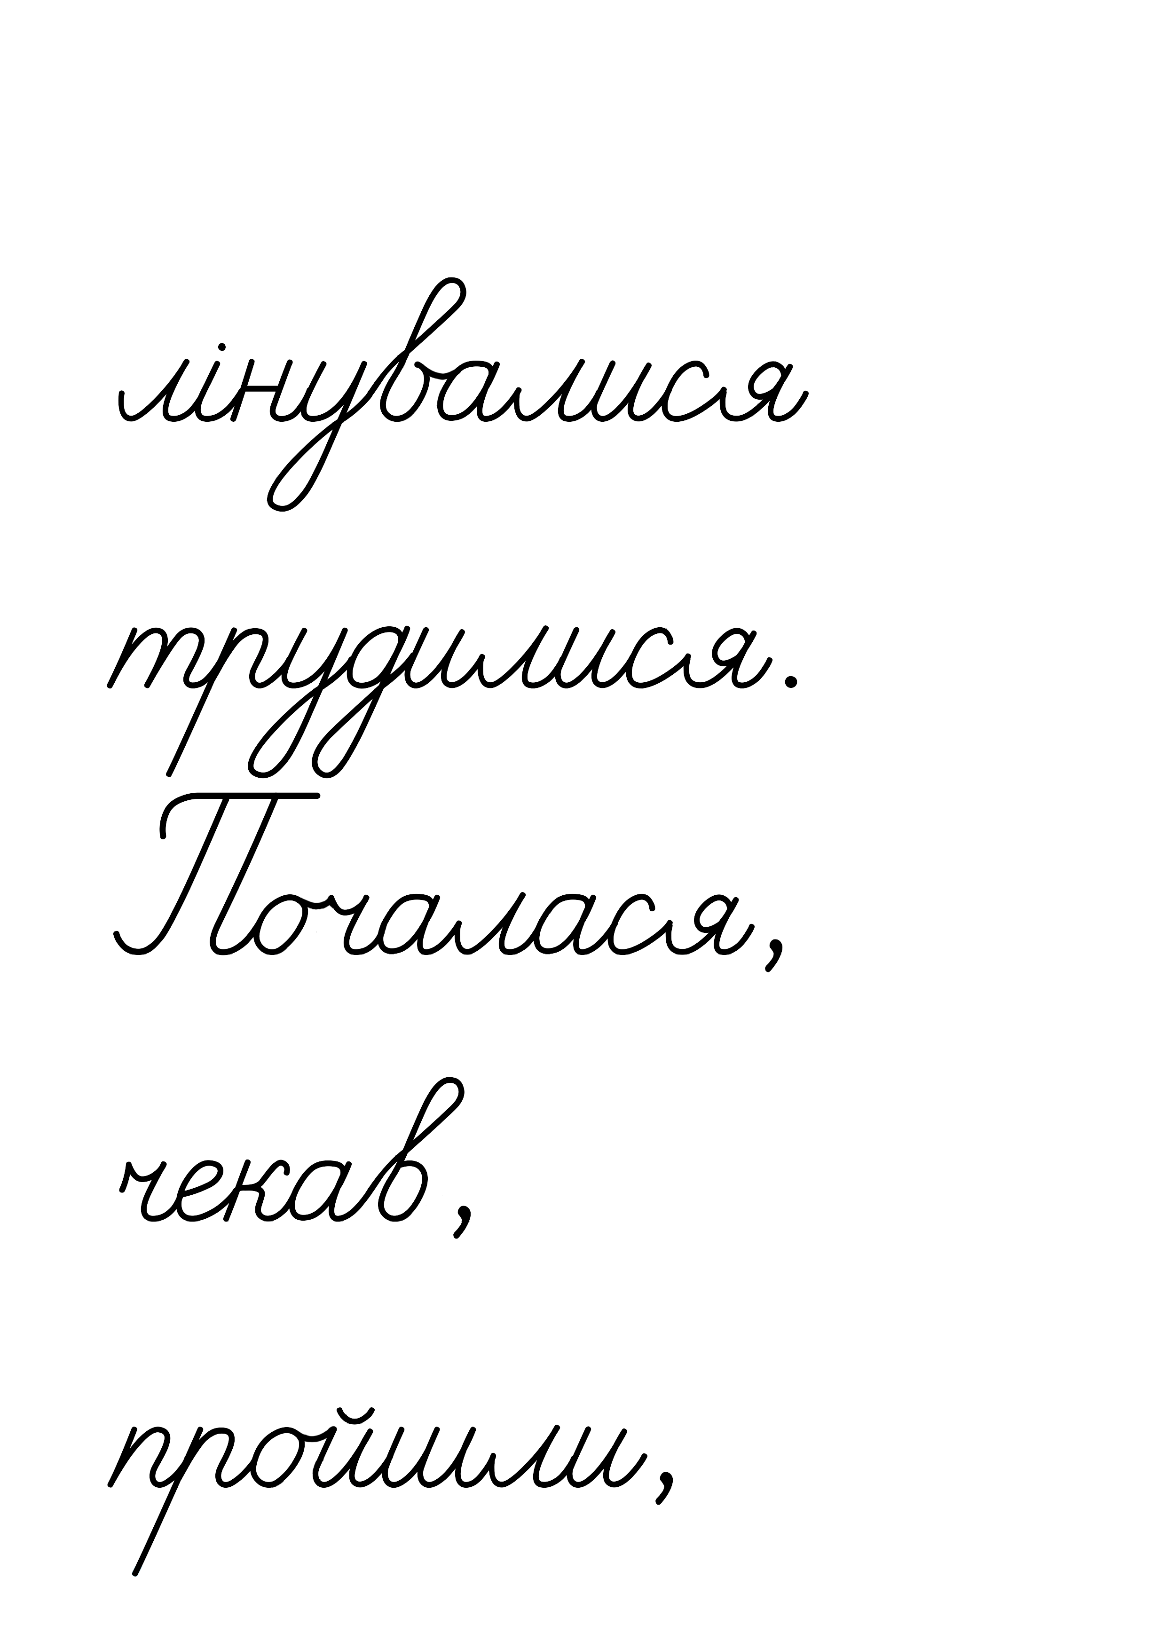 лінувалися
трудилися.
Почалася,
чекав,
пройшли,